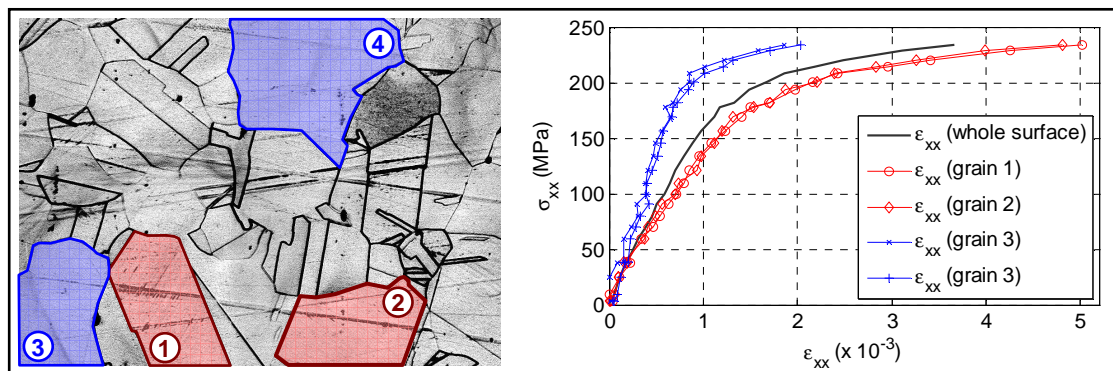 4
2
3
1
250
200
150
100
50
0
σxx (MPa)
0 1 2 3 4 5
εxx (x 10-3)
εxx (whole surface)
εxx (grain 1)
εxx (grain 2)
εxx (grain 3)
εxx (grain 3)